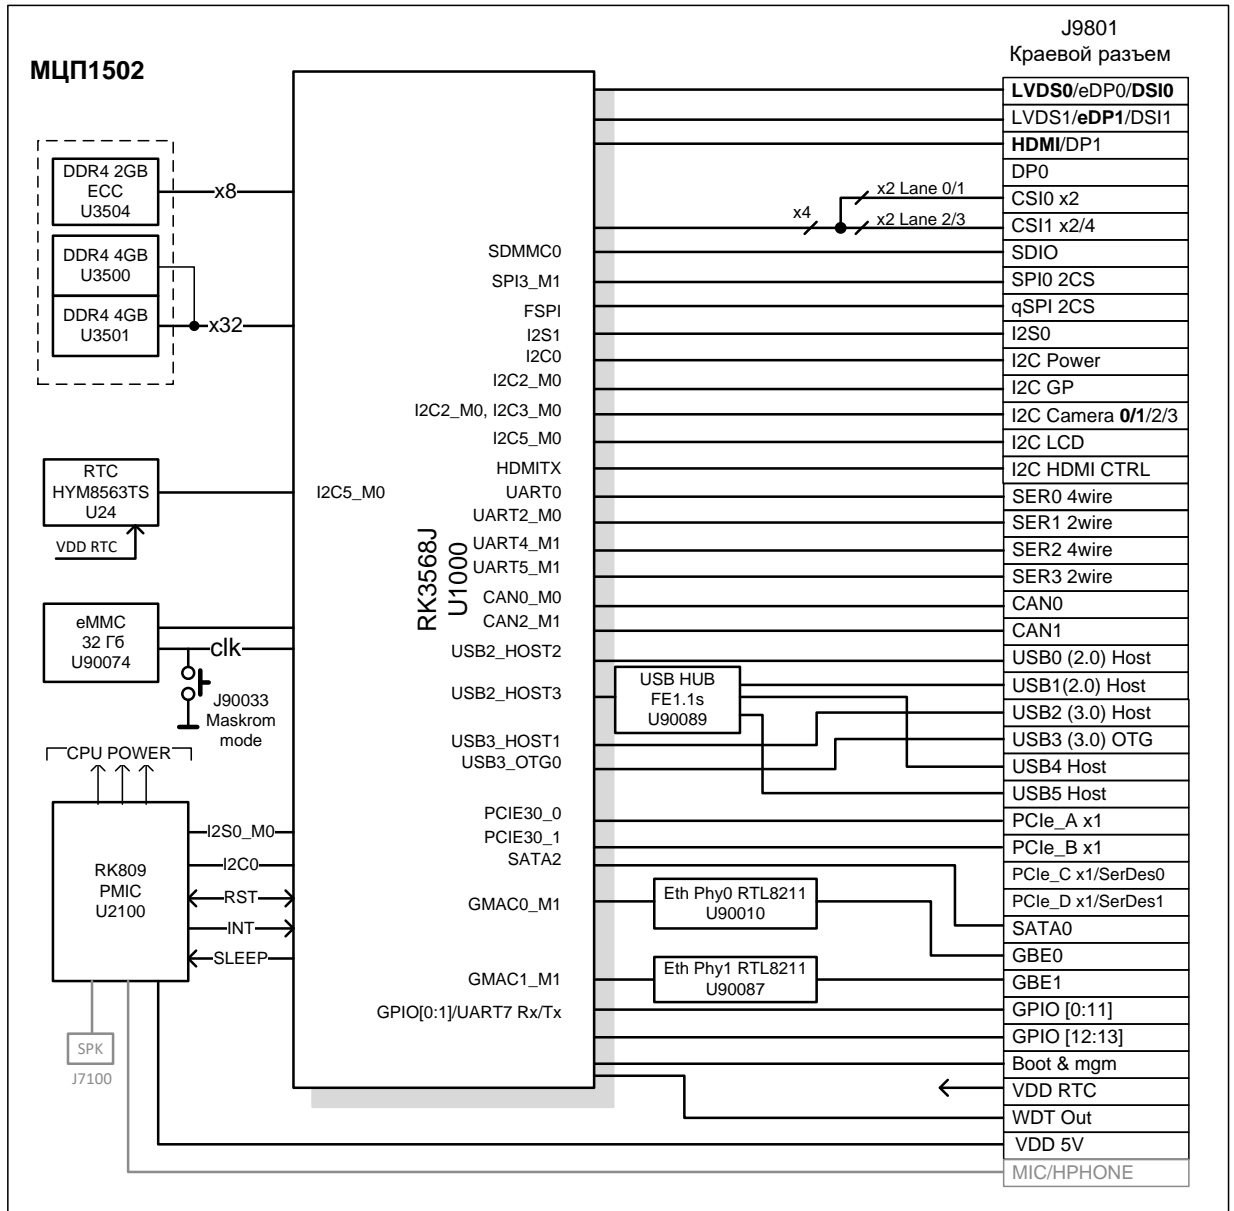 МЦП1502
J9801
Краевой разъем
DDR4 2GB
ECC
U3504
x8
DDR4 4GB
U3500
DDR4 4GB
U3501
x32
RTC
HYM8563TS
U24
VDD RTC
I2C5_M0
eMMC
32 Гб
U90074
clk
J90033
Maskrom
mode
CPU POWER
RK809
PMIC
U2100
I2S0_M0
I2C0
RST
INT
SLEEP
SPK
J7100
RK3568J
U1000
SDMMC0
SPI3_M1
FSPI
I2S1
I2C0
I2C2_M0
I2C2_M0, I2C3_M0
I2C5_M0
HDMITX
UART0
UART2_M0
UART4_M1
UART5_M1
CAN0_M0
CAN2_M1
USB2_HOST2
USB2_HOST3
USB3_HOST1
USB3_OTG0
PCIE30_0
PCIE30_1
SATA2
GMAC0_M1
GMAC1_M1
GPIO[0:1]/UART7 Rx/Tx
x4
x2 Lane 0/1
x2 Lane 2/3
USB HUB
FE1.1s
U90089
Eth Phy0 RTL8211
U90010
Eth Phy1 RTL8211
U90087
LVDS0/eDP0/DSI0
LVDS1/eDP1/DSI1
HDMI/DP1
DP0
CSI0 x2
CSI1 x2/4
SDIO
SPI0 2CS
qSPI 2CS
I2S0
I2C Power
I2C GP
I2C Camera 0/1/2/3
I2C LCD
I2C HDMI CTRL
SER0 4wire
SER1 2wire
SER2 4wire
SER3 2wire
CAN0
CAN1
USB0 (2.0) Host
USB1(2.0) Host
USB2 (3.0) Host
USB3 (3.0) OTG
USB4 Host
USB5 Host
PCIe_A x1
PCIe_B x1
PCIe_C x1/SerDes0
PCIe_D x1/SerDes1
SATA0
GBE0
GBE1
GPIO [0:11]
GPIO [12:13]
Boot & mgm
VDD RTC
WDT Out
VDD 5V
MIC/HPHONE